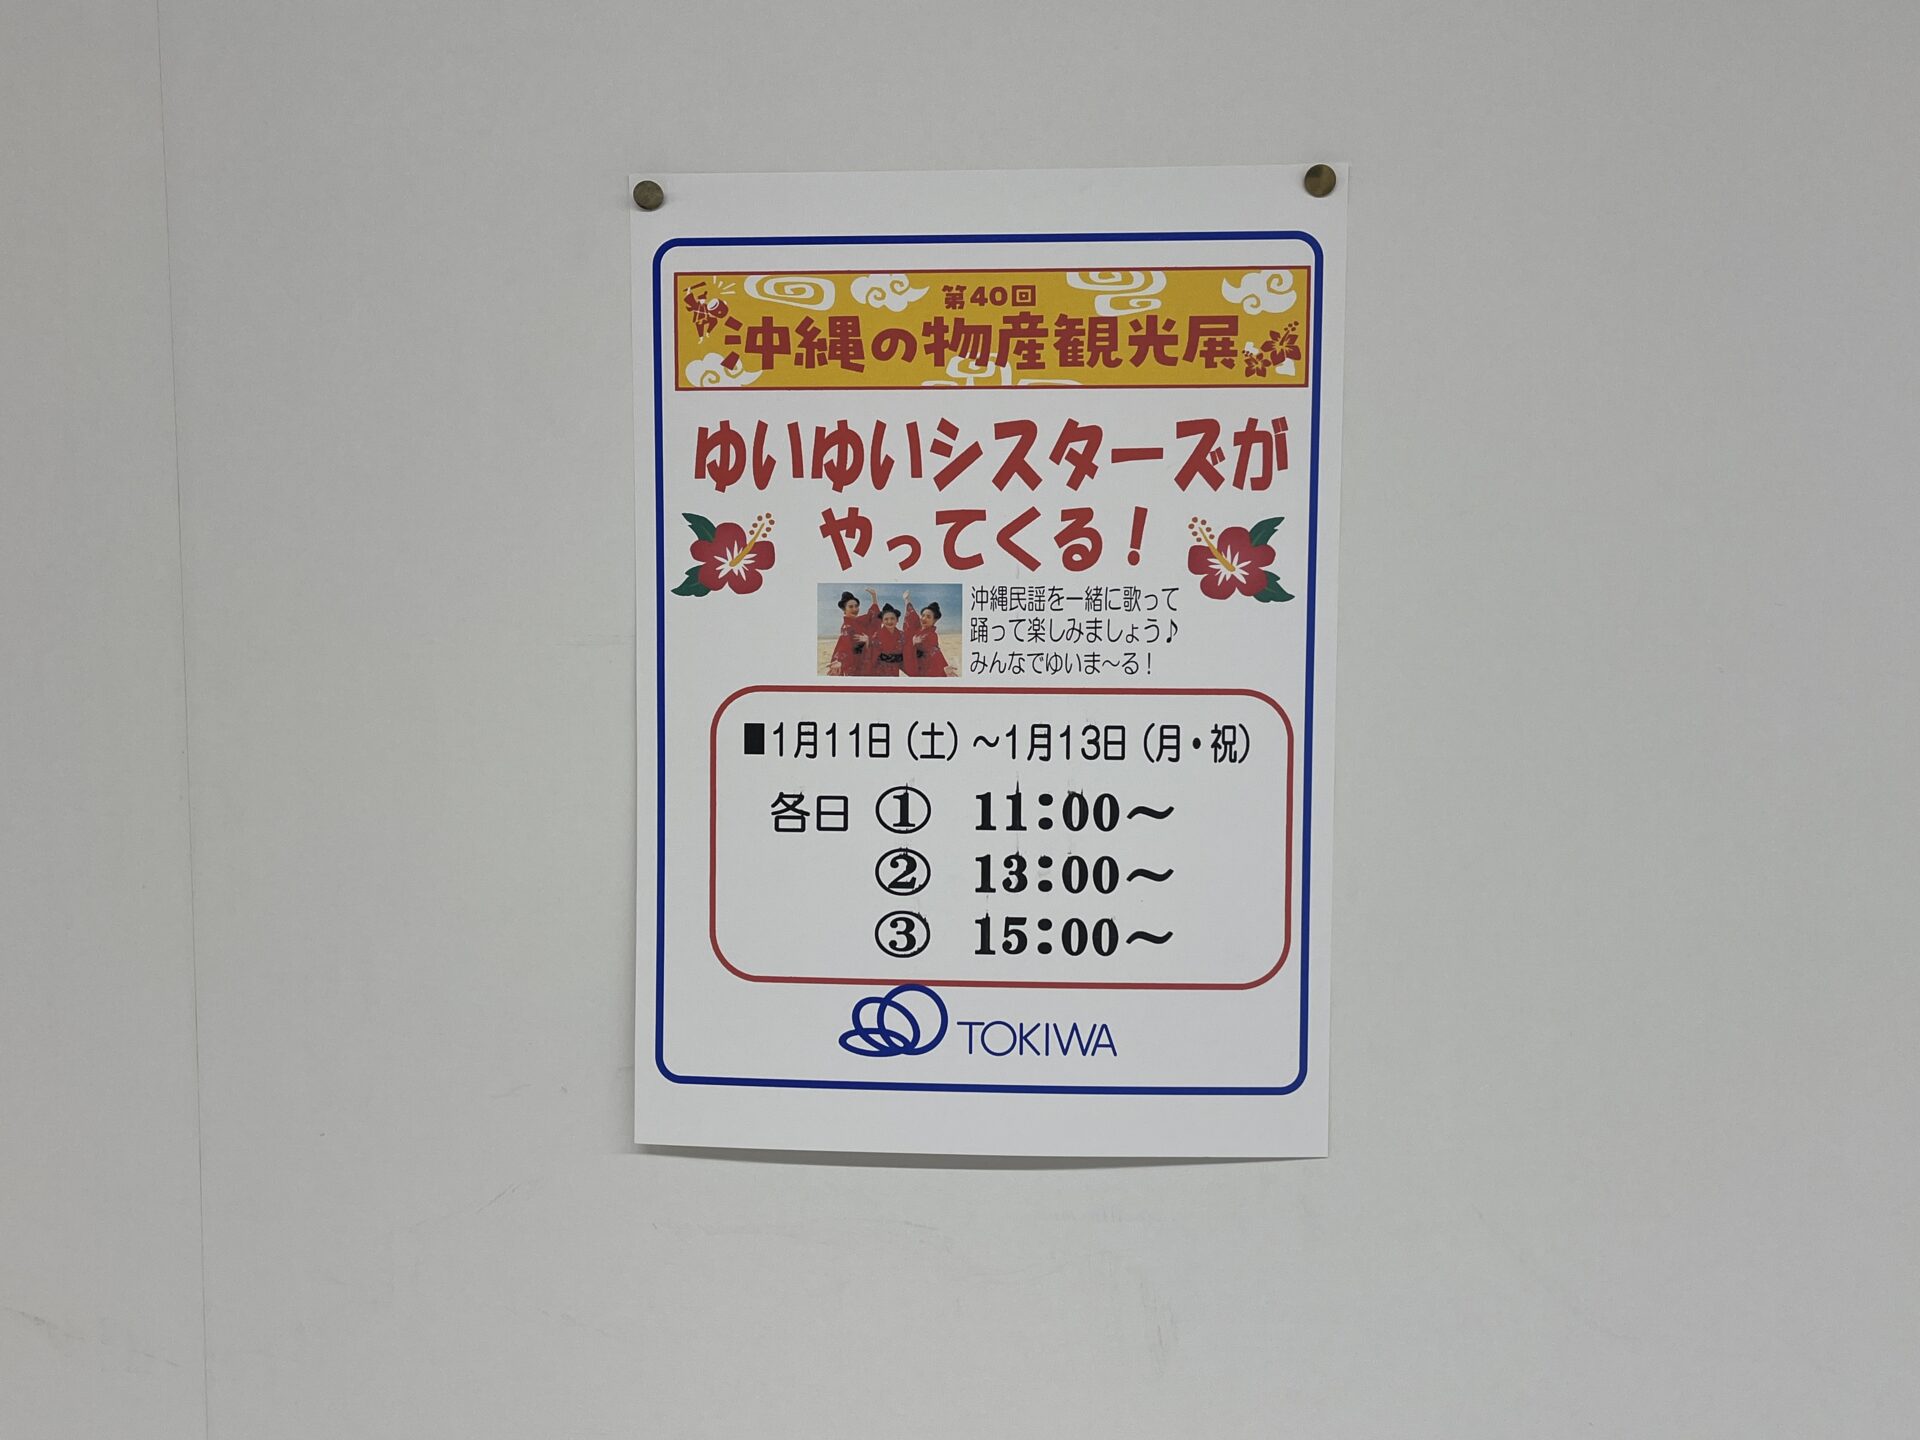 第40回
沖縄の物産観光展
ゆいゆいシスターズが
やってくる！
沖縄民謡を一緒に歌って
踊って楽しみましょう♪
みんなでゆいま～る！
■1月11日（土）～1月13日（月・祝）
各日 ① 11:00～
② 13:00～
③ 15:00～
TOKIWA